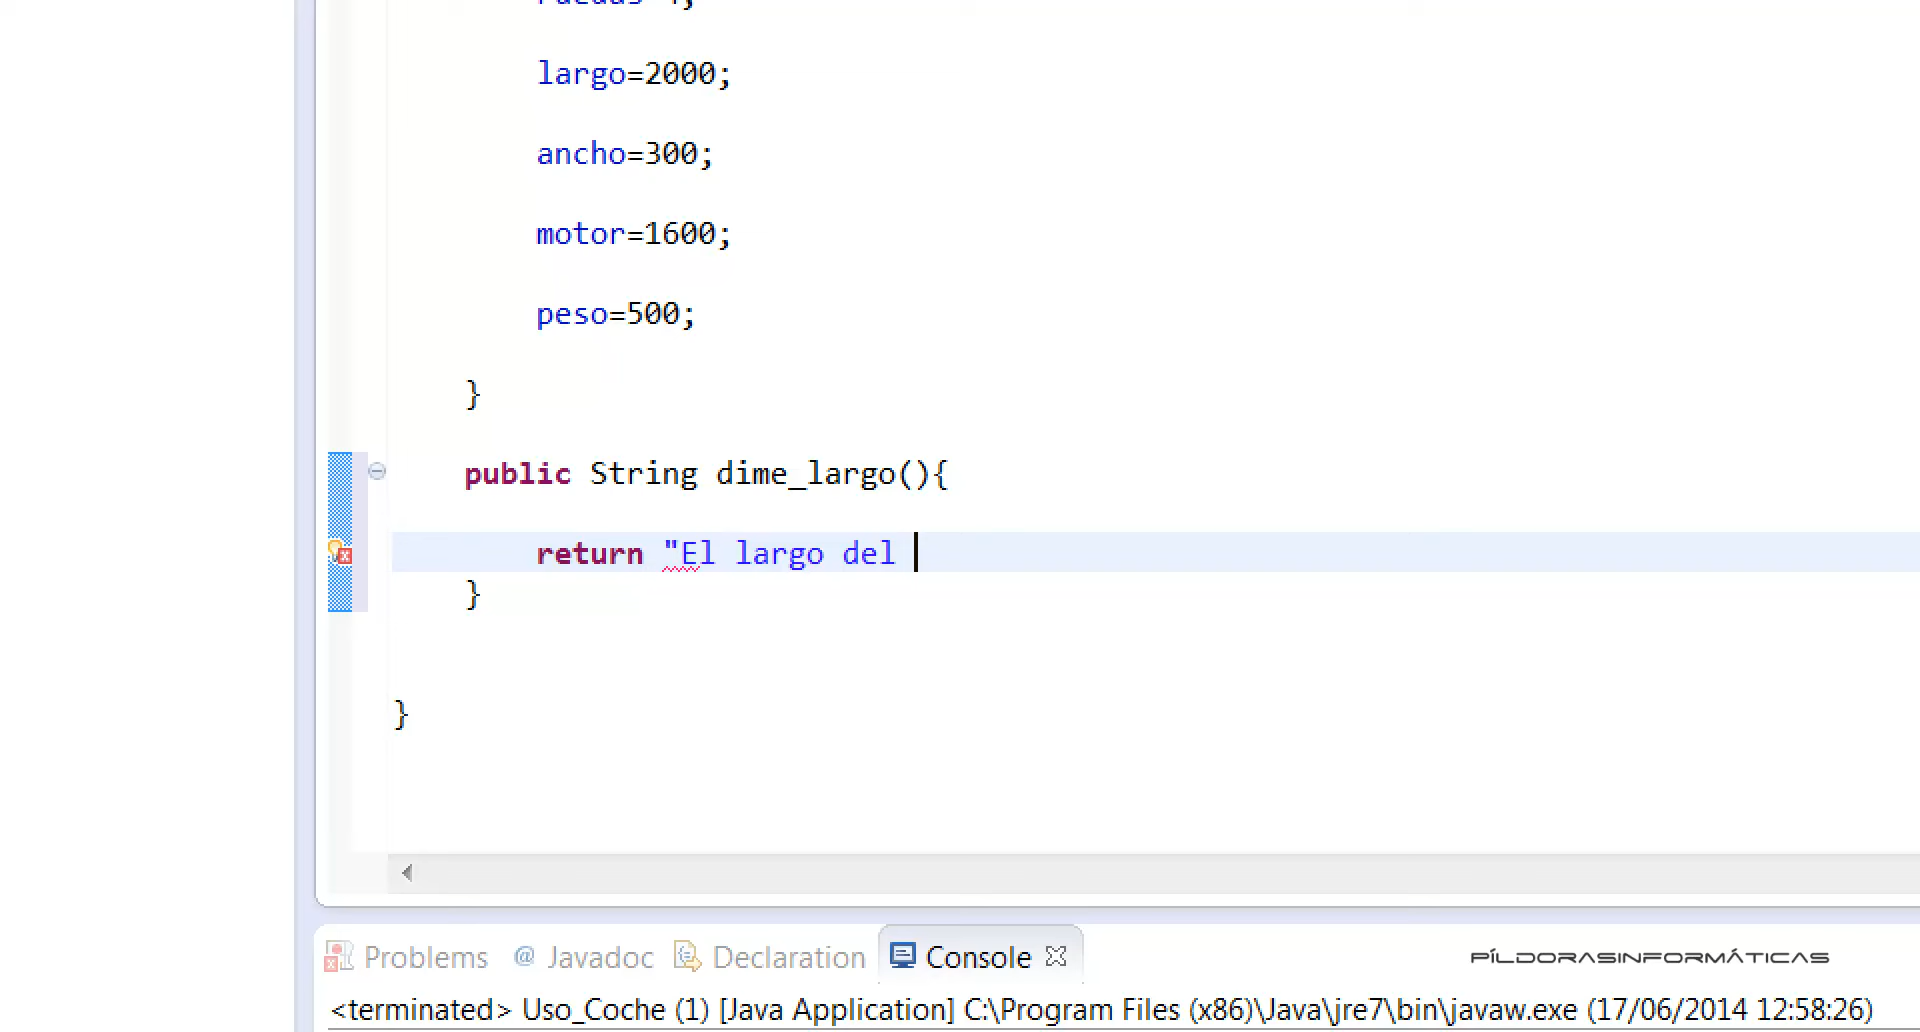 largo=2000;
ancho=300;
motor=1600;
peso=500;
}
public String dime_largo(){
return "El largo del
}
}
Problems @ Javadoc Declaration Console
PÍLDORASINFORMÁTICAS
<terminated> Uso_Coche (1) [Java Application] C:\Program Files (x86)\Java\jre7\bin\javaw.exe (17/06/2014 12:58:26)